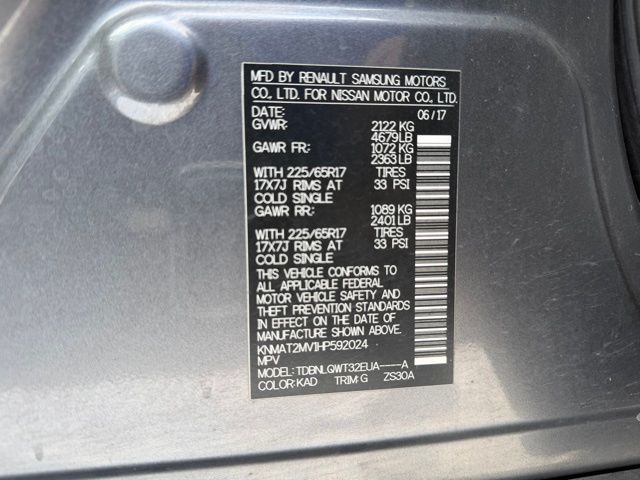 MFD BY RENAULT SAMSUNG MOTORS
CO., LTD. FOR NISSAN MOTOR CO., LTD.
DATE: 06/17
GVWR: 2122 KG
4679 LB
GAWR FR: 1072 KG
2363 LB
WITH 225/65R17 TIRES
17X7J RIMS AT 33 PSI
COLD SINGLE
GAWR RR: 1089 KG
2401 LB
WITH 225/65R17 TIRES
17X7J RIMS AT 33 PSI
COLD SINGLE
THIS VEHICLE CONFORMS TO
ALL APPLICABLE FEDERAL
MOTOR VEHICLE SAFETY AND
THEFT PREVENTION STANDARDS
IN EFFECT ON THE DATE OF
MANUFACTURE SHOWN ABOVE.
KNMAT2MV1HP592024
MPV
MODEL: TDBNLQWT32EUA----A
COLOR: KAD TRIM: G ZS30A